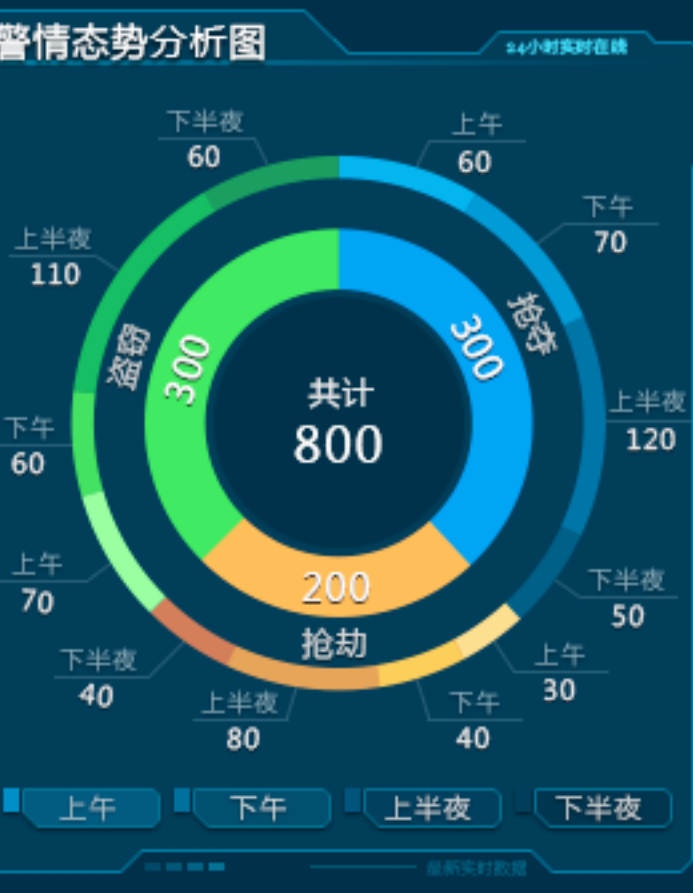 警情态势分析图
24小时实时在线
下半夜
60
上午
60
下午
70
上半夜
110
抢夺
300
盗窃
300
共计
800
上半夜
120
下午
60
上午
70
下半夜
50
200
抢劫
上午
30
下半夜
40
上半夜
80
下午
40
上午
下午
上半夜
下半夜
最新实时数据